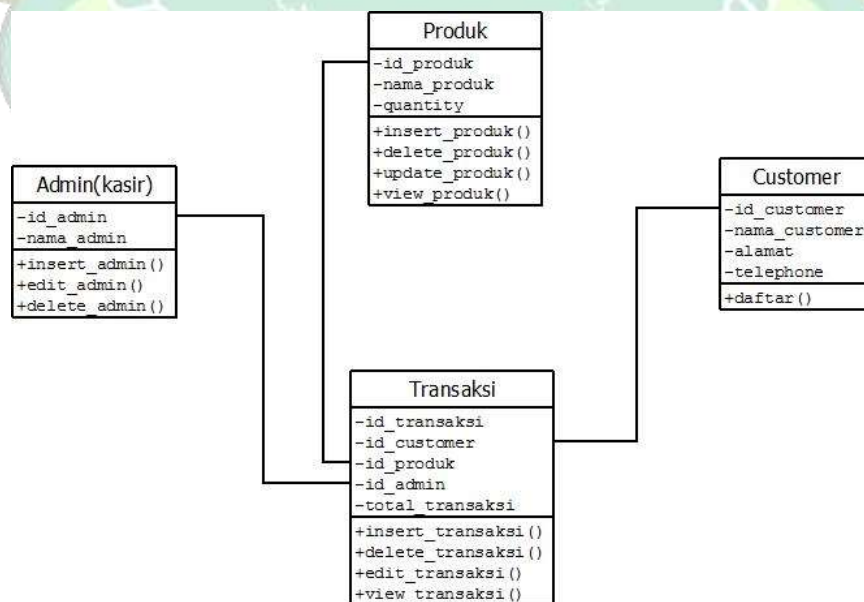 Produk
-id_produk
-nama_produk
-quantity
+insert_produk()
+delete_produk()
+update_produk()
+view_produk()
Admin(kasir)
-id_admin
-nama_admin
+insert_admin()
+edit_admin()
+delete_admin()
Customer
-id_customer
-nama_customer
-alamat
-telephone
+daftar()
Transaksi
-id_transaksi
-id_customer
-id_produk
-id_admin
-total_transaksi
+insert_transaksi()
+delete_transaksi()
+edit_transaksi()
+view_transaksi()